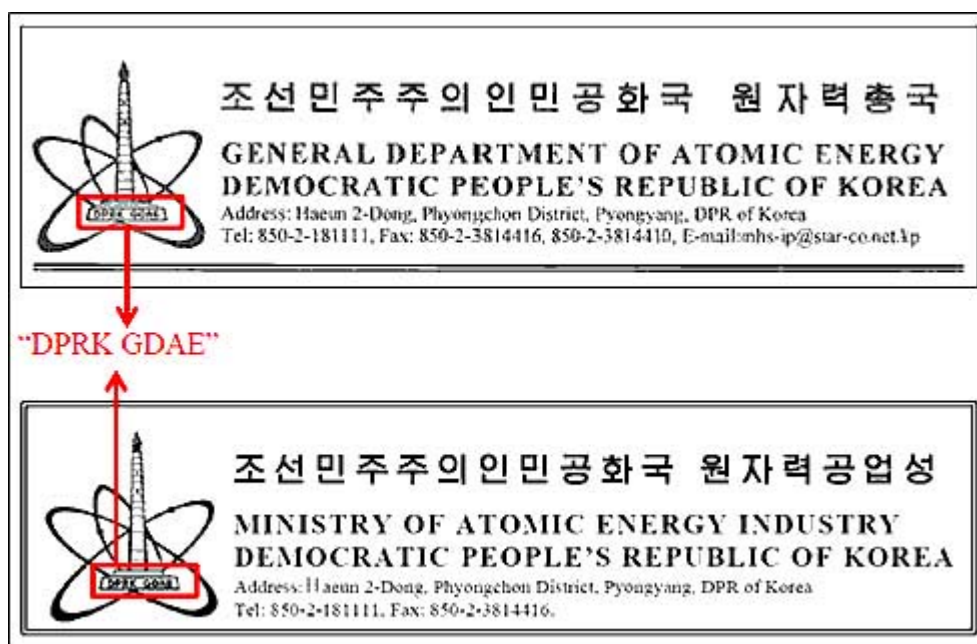 조선민주주의인민공화국 원자력총국
GENERAL DEPARTMENT OF ATOMIC ENERGY
DEMOCRATIC PEOPLE'S REPUBLIC OF KOREA
Address: Haeun 2-Dong, Phyongchon District, Pyongyang, DPR of Korea
Tel: 850-2-181111, Fax: 850-2-3814416, 850-2-3814410, E-mail:mhs-ip@star-co.net.kp
DPRK GDAE
“DPRK GDAE”
조선민주주의인민공화국 원자력공업성
MINISTRY OF ATOMIC ENERGY INDUSTRY
DEMOCRATIC PEOPLE'S REPUBLIC OF KOREA
Address: Haeun 2-Dong, Phyongchon District, Pyongyang, DPR of Korea
Tel: 850-2-181111, Fax: 850-2-3814416.
DPRK GDAE